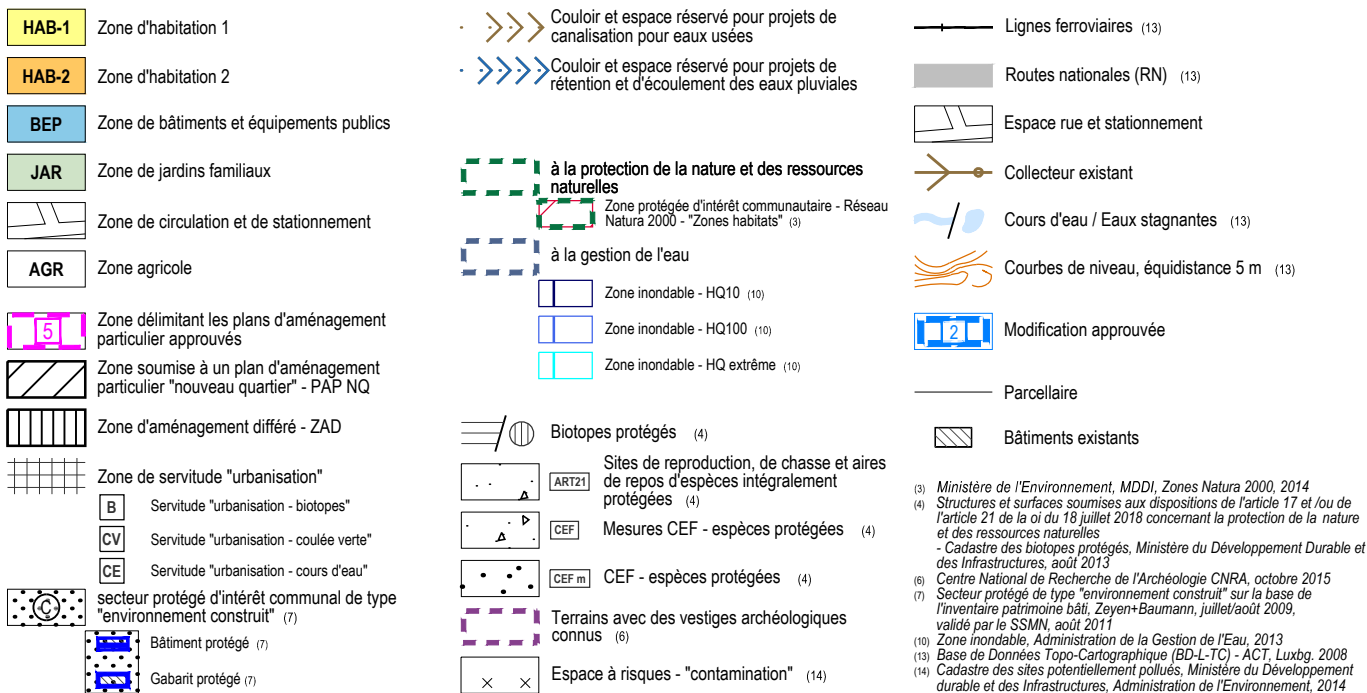 HAB-1 Zone d'habitation 1
HAB-2 Zone d'habitation 2
BEP Zone de bâtiments et équipements publics
JAR Zone de jardins familiaux
Zone de circulation et de stationnement
AGR Zone agricole
5 Zone délimitant les plans d'aménagement
particulier approuvés
Zone soumise à un plan d'aménagement
particulier "nouveau quartier" - PAP NQ
Zone d'aménagement différé - ZAD
Zone de servitude "urbanisation"
B Servitude "urbanisation - biotopes"
CV Servitude "urbanisation - coulée verte"
CE Servitude "urbanisation - cours d'eau"
C secteur protégé d'intérêt communal de type
"environnement construit" (7)
Bâtiment protégé (7)
Gabarit protégé (7)
Couloir et espace réservé pour projets de
canalisation pour eaux usées
Couloir et espace réservé pour projets de
rétention et d'écoulement des eaux pluviales
à la protection de la nature et des ressources
naturelles
Zone protégée d'intérêt communautaire - Réseau
Natura 2000 - "Zones habitats" (3)
à la gestion de l'eau
Zone inondable - HQ10 (10)
Zone inondable - HQ100 (10)
Zone inondable - HQ extrême (10)
Biotopes protégés (4)
Sites de reproduction, de chasse et aires
ART21 de repos d'espèces intégralement
protégées (4)
CEF Mesures CEF - espèces protégées (4)
CEF m CEF - espèces protégées (4)
Terrains avec des vestiges archéologiques
connus (6)
Espace à risques - "contamination" (14)
Lignes ferroviaires (13)
Routes nationales (RN) (13)
Espace rue et stationnement
Collecteur existant
Cours d'eau / Eaux stagnantes (13)
Courbes de niveau, équidistance 5 m (13)
2 Modification approuvée
Parcellaire
Bâtiments existants
(3) Ministère de l'Environnement, MDDI, Zones Natura 2000, 2014
(4) Structures et surfaces soumises aux dispositions de l'article 17 et /ou de
l'article 21 de la oi du 18 juillet 2018 concernant la protection de la nature
et des ressources naturelles
- Cadastre des biotopes protégés, Ministère du Développement Durable et
des Infrastructures, août 2013
(6) Centre National de Recherche de l'Archéologie CNRA, octobre 2015
(7) Secteur protégé de type "environnement construit" sur la base de
l'inventaire patrimoine bâti, Zeyen+Baumann, juillet/août 2009,
validé par le SSMN, août 2011
(10) Zone inondable, Administration de la Gestion de l'Eau, 2013
(13) Base de Données Topo-Cartographique (BD-L-TC) - ACT, Luxbg. 2008
(14) Cadastre des sites potentiellement pollués, Ministère du Développement
durable et des Infrastructures, Administration de l'Environnement, 2014